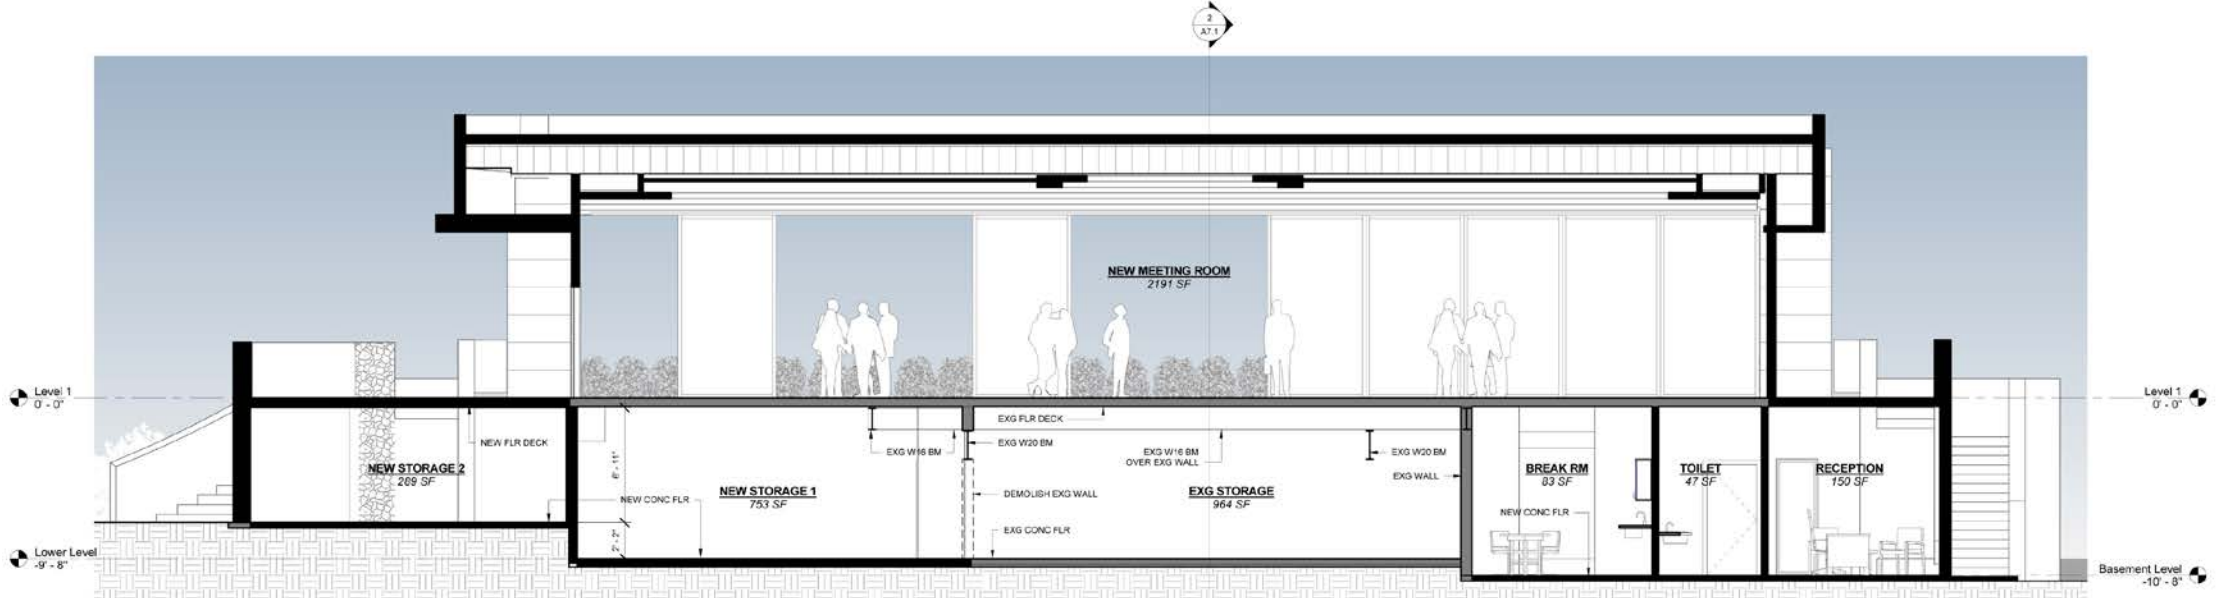 2
A7.1
NEW MEETING ROOM
2191 SF
Level 1
0' - 0"
Level 1
0' - 0"
NEW FLR DECK
EXG FLR DECK
EXG W16 BM
EXG W20 BM
EXG W16 BM
OVER EXG WALL
EXG W20 BM
NEW STORAGE 2
289 SF
EXG WALL
BREAK RM
83 SF
TOILET
47 SF
RECEPTION
150 SF
NEW STORAGE 1
753 SF
EXG STORAGE
964 SF
NEW CONC FLR
DEMOLISH EXG WALL
NEW CONC FLR
EXG CONC FLR
2' - 2"
Lower Level
-9' - 8"
Basement Level
-10' - 8"